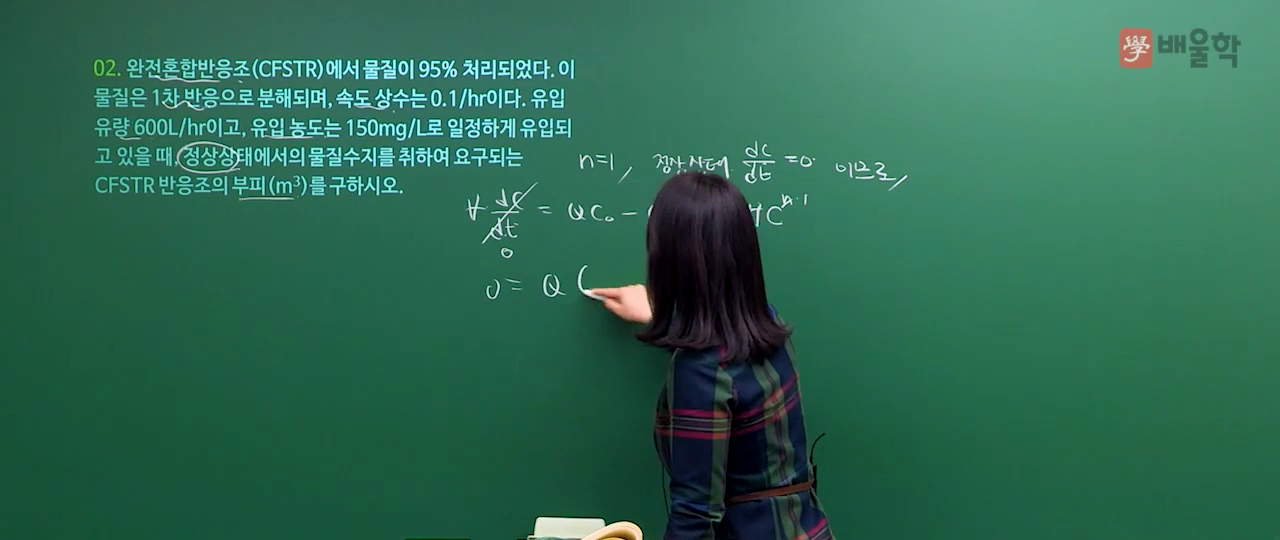 學 배울학
02. 완전혼합반응조(CFSTR)에서 물질이 95% 처리되었다. 이
물질은 1차 반응으로 분해되며, 속도 상수는 0.1/hr이다. 유입
유량 600L/hr이고, 유입 농도는 150mg/L로 일정하게 유입되
고 있을 때, 정상상태에서의 물질수지를 취하여 요구되는
CFSTR 반응조의 부피(m³)를 구하시오.
n=1, 정상상태 dC/dt =0 이므로,
V dC/dt = QC₀ -
0
0 = Q (